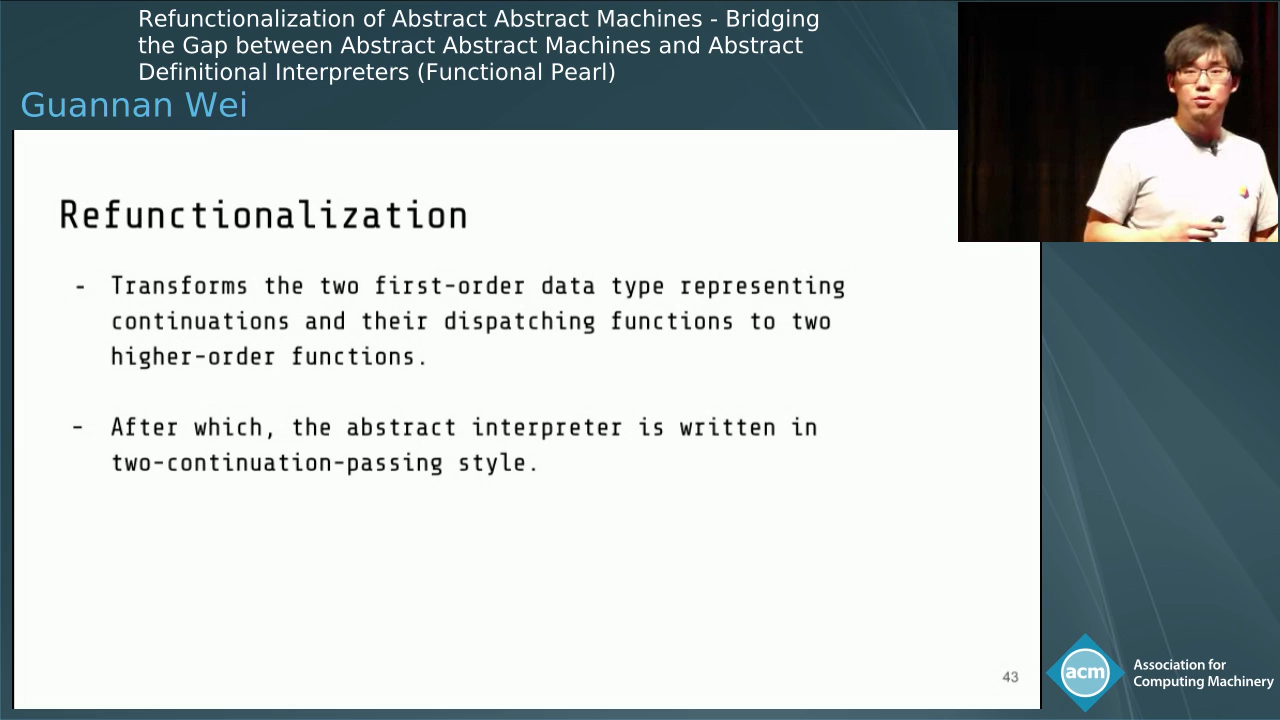 Refunctionalization of Abstract Abstract Machines - Bridging
the Gap between Abstract Abstract Machines and Abstract
Definitional Interpreters (Functional Pearl)
Guannan Wei
Refunctionalization
- Transforms the two first-order data type representing
continuations and their dispatching functions to two
higher-order functions.
- After which, the abstract interpreter is written in
two-continuation-passing style.
43
acm
Association for
Computing Machinery